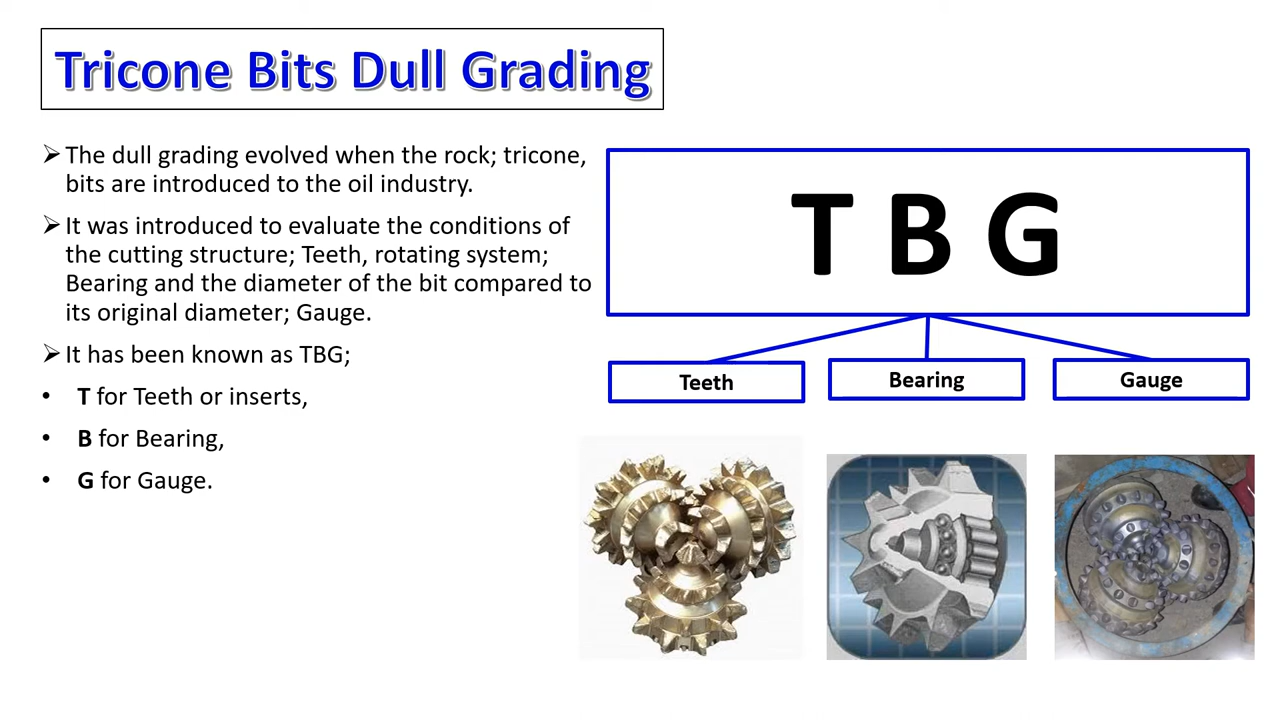 Tricone Bits Dull Grading
➢ The dull grading evolved when the rock; tricone,
bits are introduced to the oil industry.
➢ It was introduced to evaluate the conditions of
the cutting structure; Teeth, rotating system;
Bearing and the diameter of the bit compared to
its original diameter; Gauge.
➢ It has been known as TBG;
• T for Teeth or inserts,
• B for Bearing,
• G for Gauge.
T B G
Teeth
Bearing
Gauge